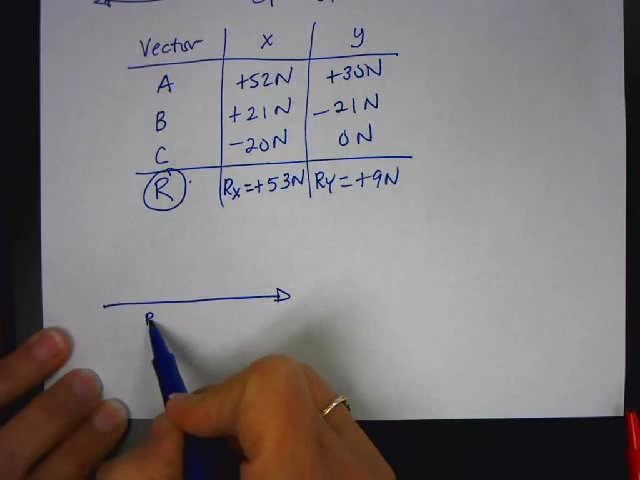 Vector x y
A +52N +30N
B +21N -21N
C -20N 0N
R Rx=+53N Ry=+9N
R